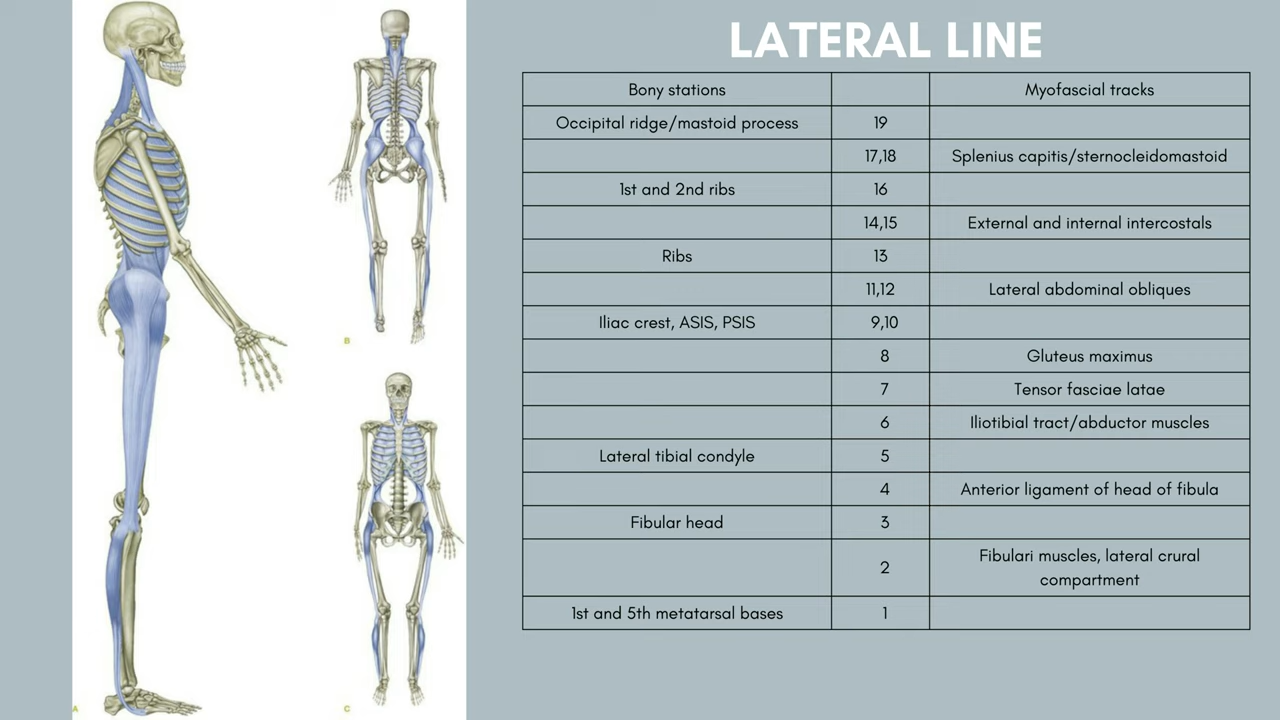 LATERAL LINE
Bony stations Myofascial tracks
Occipital ridge/mastoid process 19
17,18 Splenius capitis/sternocleidomastoid
1st and 2nd ribs 16
14,15 External and internal intercostals
Ribs 13
11,12 Lateral abdominal obliques
Iliac crest, ASIS, PSIS 9,10
8 Gluteus maximus
7 Tensor fasciae latae
6 Iliotibial tract/abductor muscles
Lateral tibial condyle 5
4 Anterior ligament of head of fibula
Fibular head 3
2 Fibulari muscles, lateral crural
compartment
1st and 5th metatarsal bases 1
A
B
C